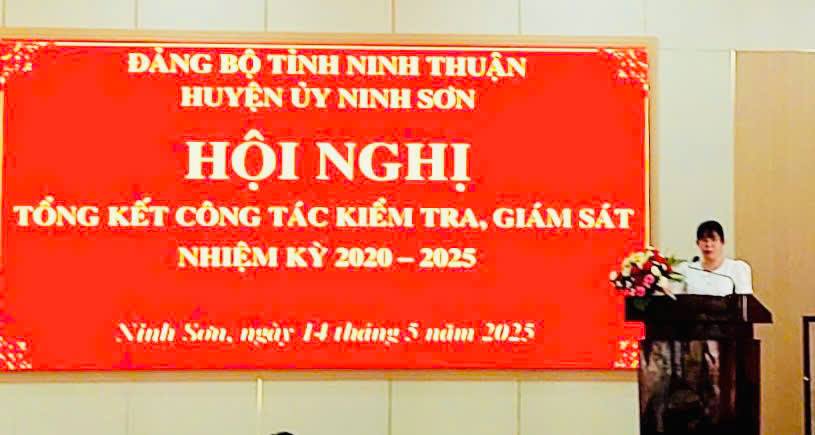 ĐẢNG BỘ TỈNH NINH THUẬN
HUYỆN ỦY NINH SƠN
HỘI NGHỊ
TỔNG KẾT CÔNG TÁC KIỂM TRA, GIÁM SÁT
NHIỆM KỲ 2020 – 2025
Ninh Sơn, ngày 14 tháng 5 năm 2025